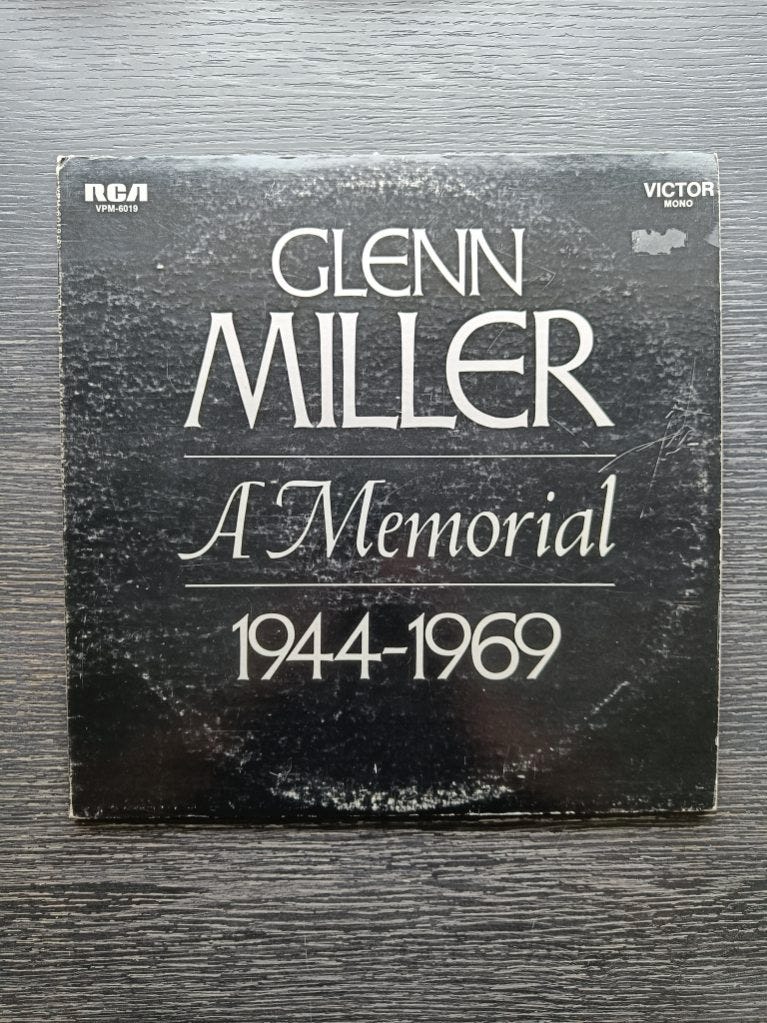 RCA
VPM-6019
VICTOR
MONO
GLENN
MILLER
A Memorial
1944-1969